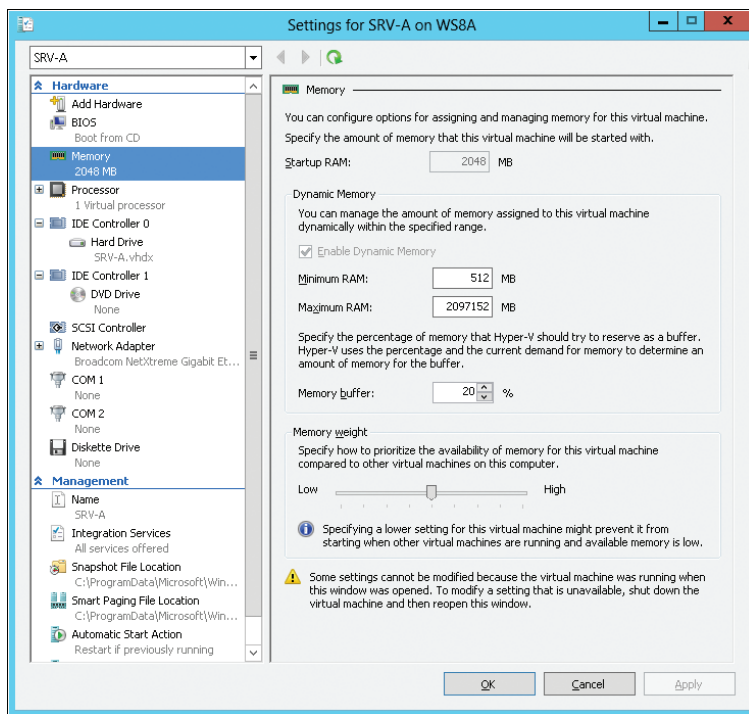 Settings for SRV-A on WS8A
SRV-A
Hardware
Add Hardware
BIOS
Boot from CD
Memory
2048 MB
Processor
1 Virtual processor
IDE Controller 0
Hard Drive
SRV-A.vhdx
IDE Controller 1
DVD Drive
None
SCSI Controller
Network Adapter
Broadcom NetXtreme Gigabit Et...
COM 1
None
COM 2
None
Diskette Drive
None
Management
Name
SRV-A
Integration Services
All services offered
Snapshot File Location
C:\ProgramData\Microsoft\Win...
Smart Paging File Location
C:\ProgramData\Microsoft\Win...
Automatic Start Action
Restart if previously running
Memory
You can configure options for assigning and managing memory for this virtual machine.
Specify the amount of memory that this virtual machine will be started with.
Startup RAM: 2048 MB
Dynamic Memory
You can manage the amount of memory assigned to this virtual machine
dynamically within the specified range.
Enable Dynamic Memory
Minimum RAM: 512 MB
Maximum RAM: 2097152 MB
Specify the percentage of memory that Hyper-V should try to reserve as a buffer.
Hyper-V uses the percentage and the current demand for memory to determine an
amount of memory for the buffer.
Memory buffer: 20 %
Memory weight
Specify how to prioritize the availability of memory for this virtual machine
compared to other virtual machines on this computer.
Low High
Specifying a lower setting for this virtual machine might prevent it from
starting when other virtual machines are running and available memory is low.
Some settings cannot be modified because the virtual machine was running when
this window was opened. To modify a setting that is unavailable, shut down the
virtual machine and then reopen this window.
OK Cancel Apply